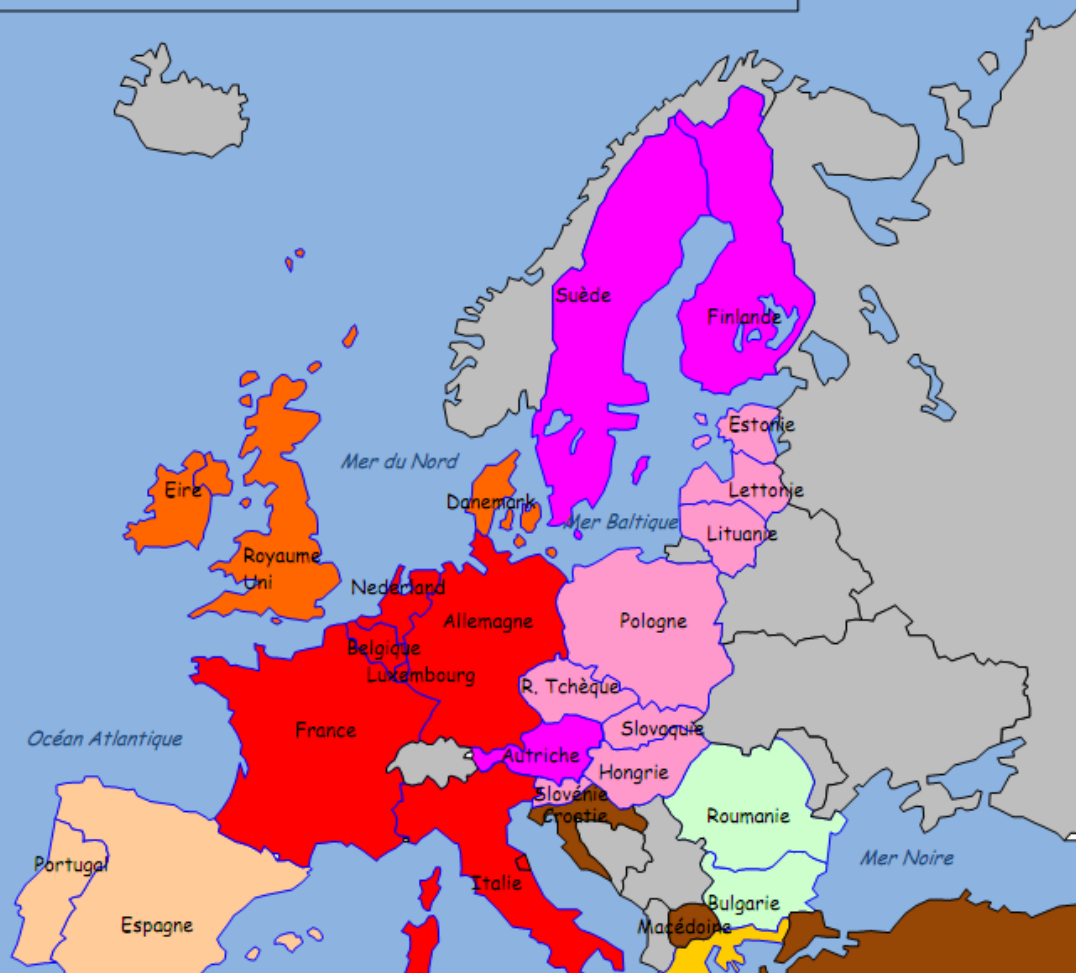 Suède
Finlande
Estonie
Mer du Nord
Lettonie
Eire
Danemark
Mer Baltique
Lituanie
Royaume
Uni
Nederland
Allemagne
Pologne
Belgique
Luxembourg
R. Tchèque
France
Slovaquie
Océan Atlantique
Autriche
Hongrie
Slovénie
Croatie
Roumanie
Mer Noire
Portugal
Italie
Bulgarie
Espagne
Macédoine